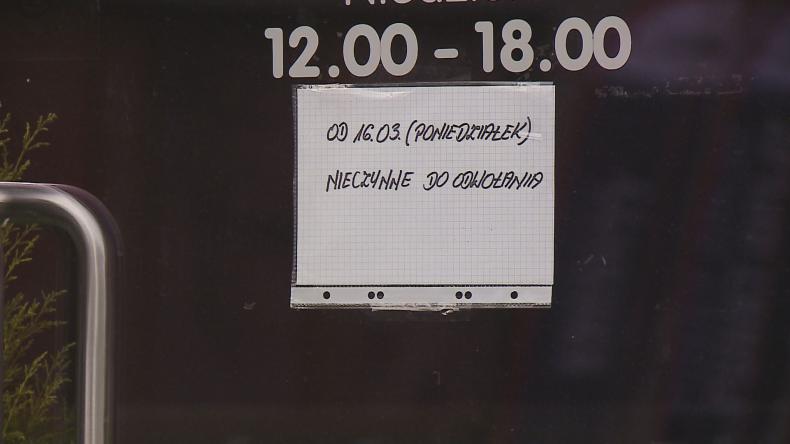 12.00 - 18.00
OD 16.03. (PONIEDZIAŁEK)
NIECZYNNE DO ODWOŁANIA